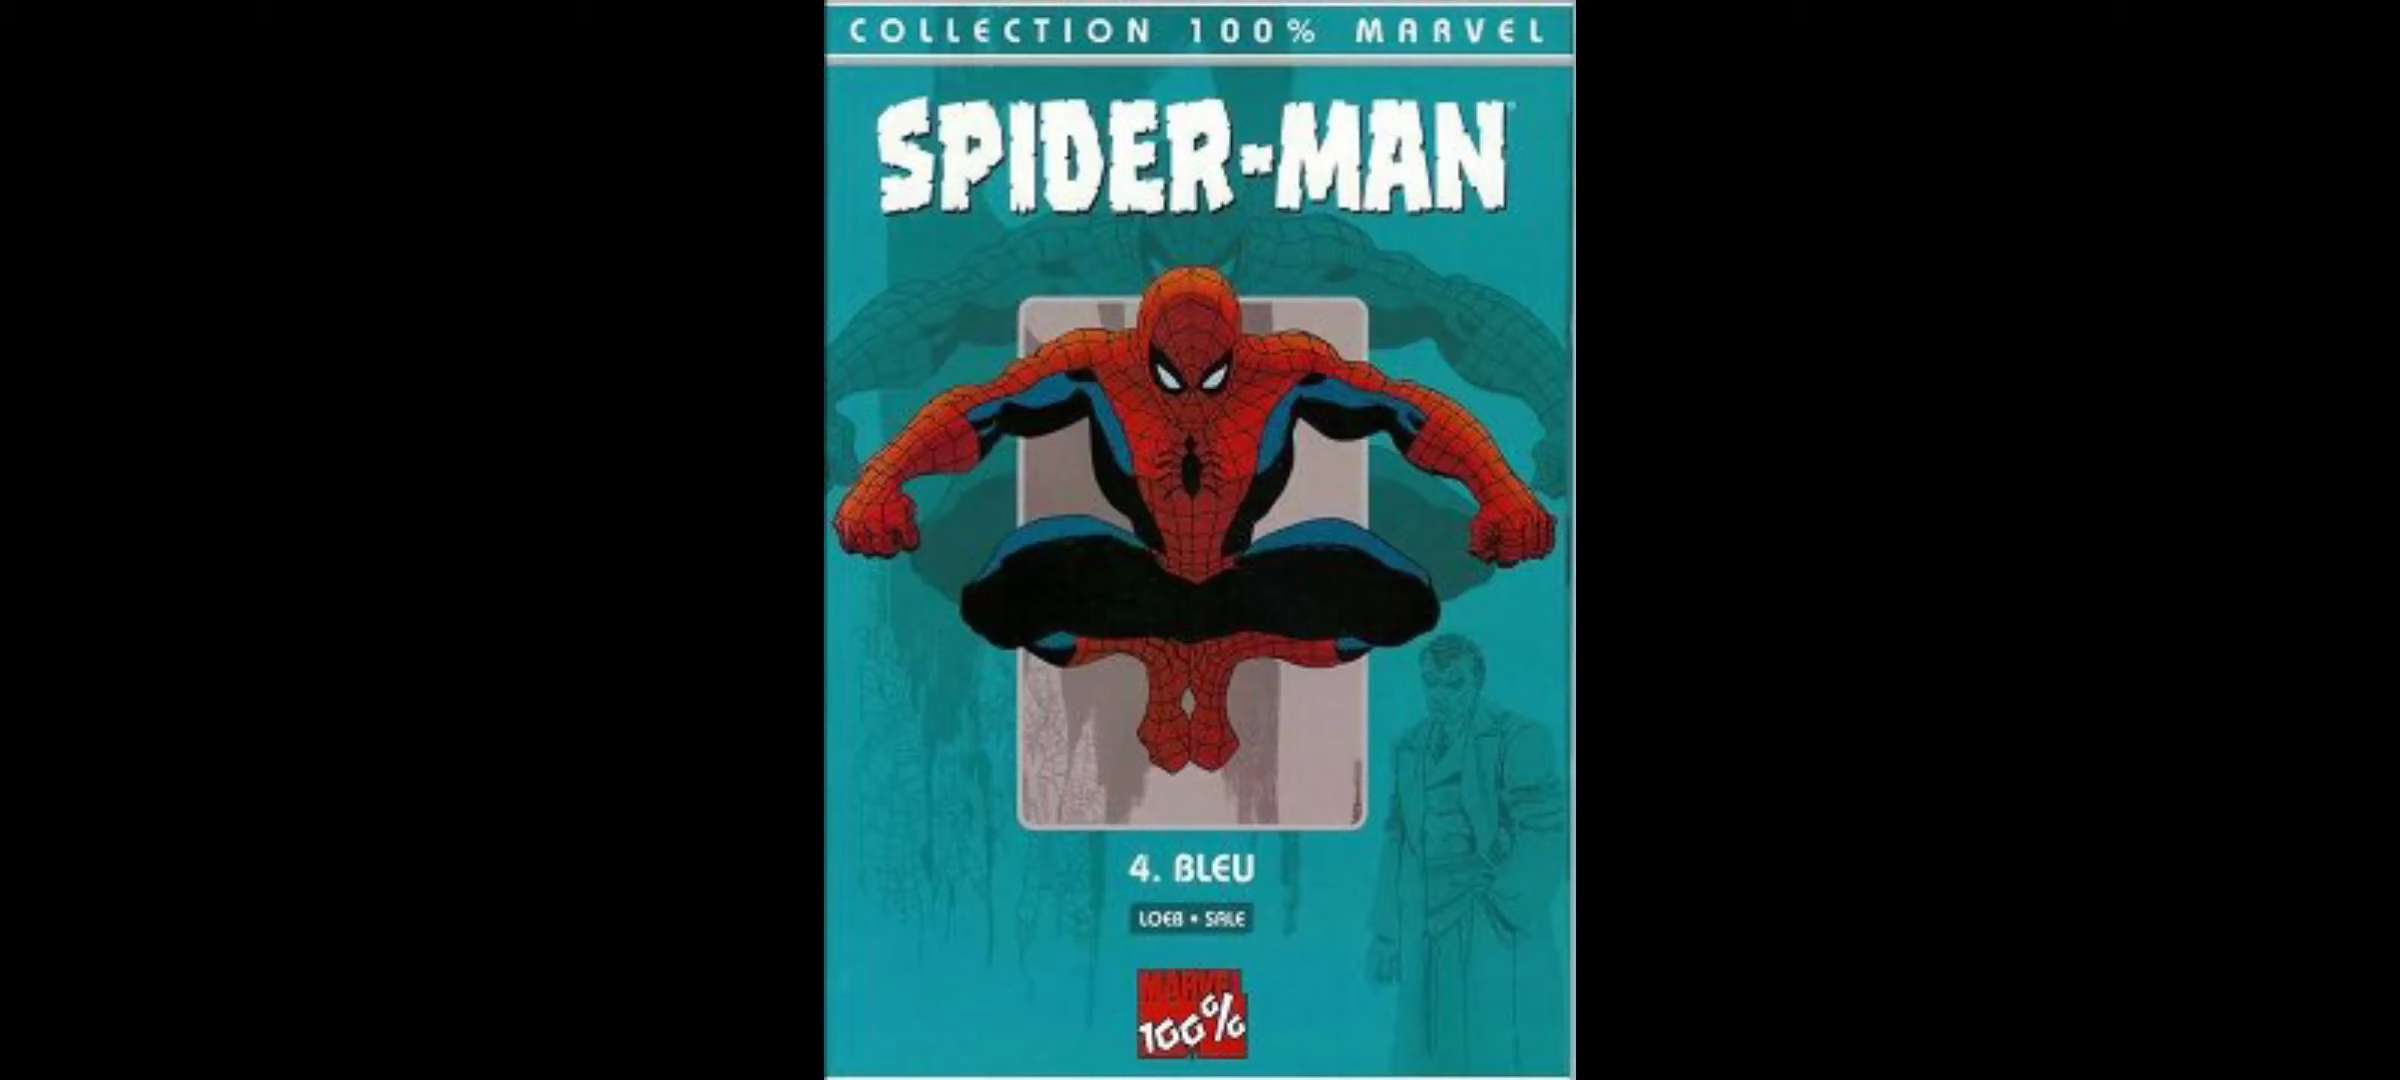 COLLECTION 100% MARVEL
SPIDER-MAN
4. BLEU
LOEB • SALE
MARVEL
100%